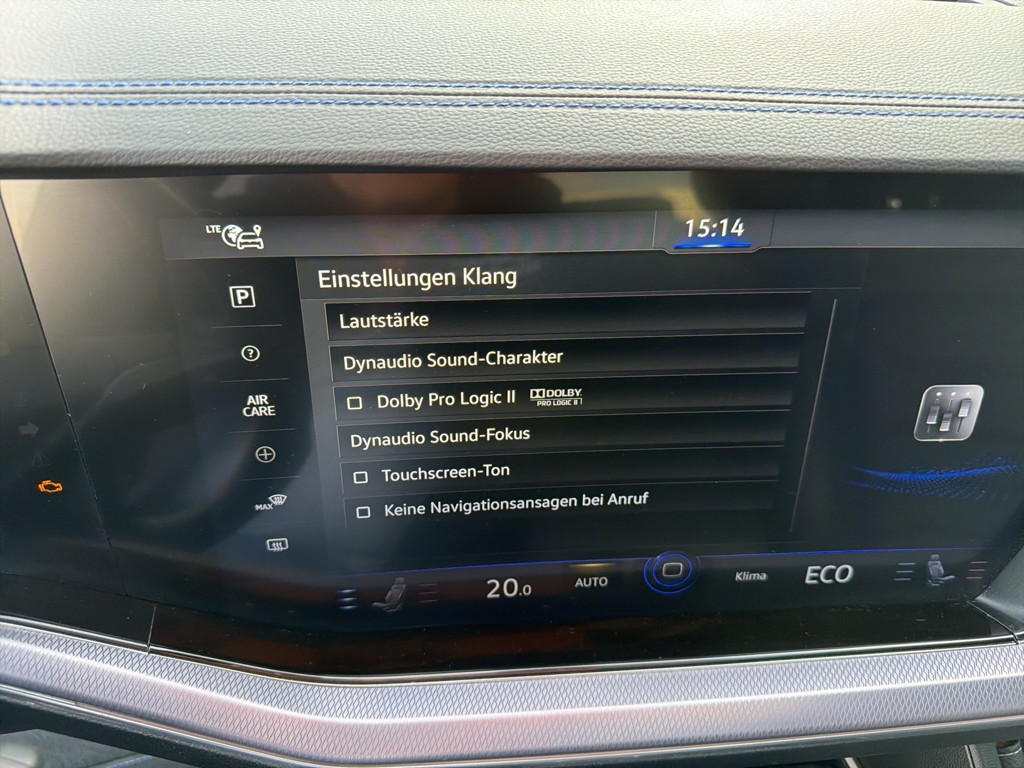 LTE
15:14
Einstellungen Klang
P
Lautstärke
?
Dynaudio Sound-Charakter
AIR
CARE
Dolby Pro Logic II DOLBY
PRO LOGIC II
Dynaudio Sound-Fokus
Touchscreen-Ton
MAX
Keine Navigationsansagen bei Anruf
20.0 AUTO Klima ECO